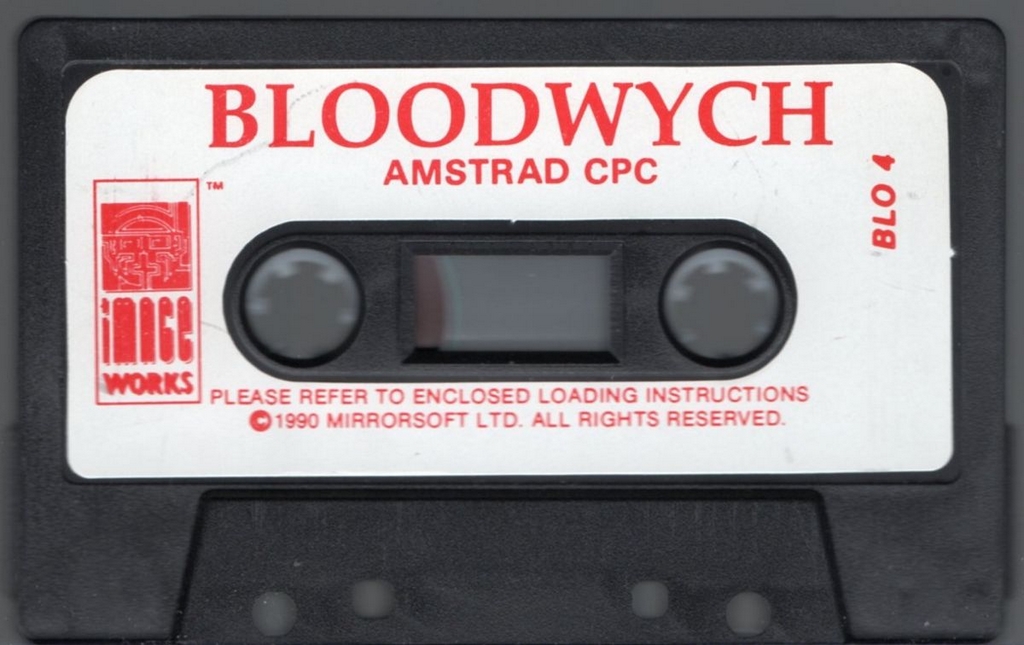 BLOODWYCH
AMSTRAD CPC
BLO 4
TM
image
WORKS
PLEASE REFER TO ENCLOSED LOADING INSTRUCTIONS
©1990 MIRRORSOFT LTD. ALL RIGHTS RESERVED.